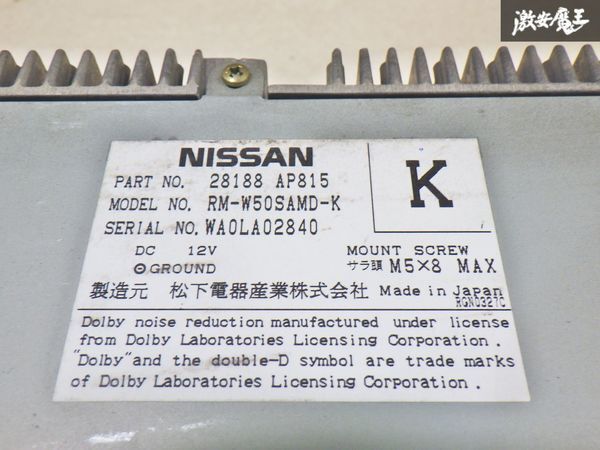 激安魔王
NISSAN
PART NO. 28188 AP815
MODEL NO. RM-W50SAMD-K
SERIAL NO. WA0LA02840
K
DC 12V
⊖GROUND
MOUNT SCREW
サラ頭 M5×8 MAX
製造元 松下電器産業株式会社 Made in Japan
RGN0327C
Dolby noise reduction manufactured under license
from Dolby Laboratories Licensing Corporation.
"Dolby" and the double-D symbol are trade marks
of Dolby Laboratories Licensing Corporation.